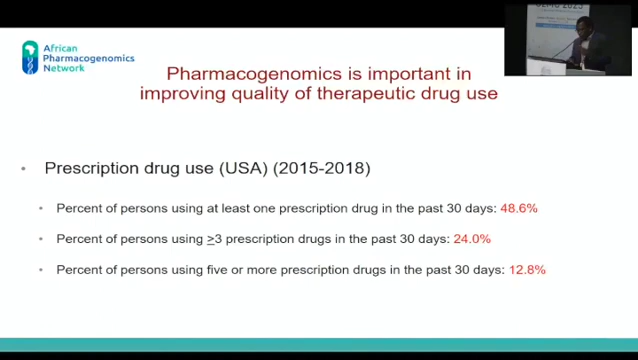 African
Pharmacogenomics
Network
Pharmacogenomics is important in
improving quality of therapeutic drug use
• Prescription drug use (USA) (2015-2018)
• Percent of persons using at least one prescription drug in the past 30 days: 48.6%
• Percent of persons using ≥3 prescription drugs in the past 30 days: 24.0%
• Percent of persons using five or more prescription drugs in the past 30 days: 12.8%